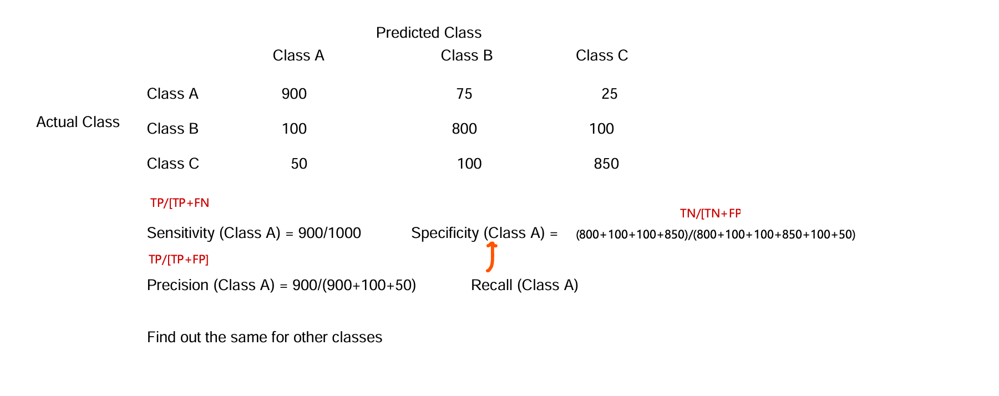 Predicted Class
Class A Class B Class C
Class A 900 75 25
Actual Class
Class B 100 800 100
Class C 50 100 850
TP/[TP+FN
TN/[TN+FP
Sensitivity (Class A) = 900/1000 Specificity (Class A) = (800+100+100+850)/(800+100+100+850+100+50)
TP/[TP+FP]
Precision (Class A) = 900/(900+100+50) Recall (Class A)
Find out the same for other classes